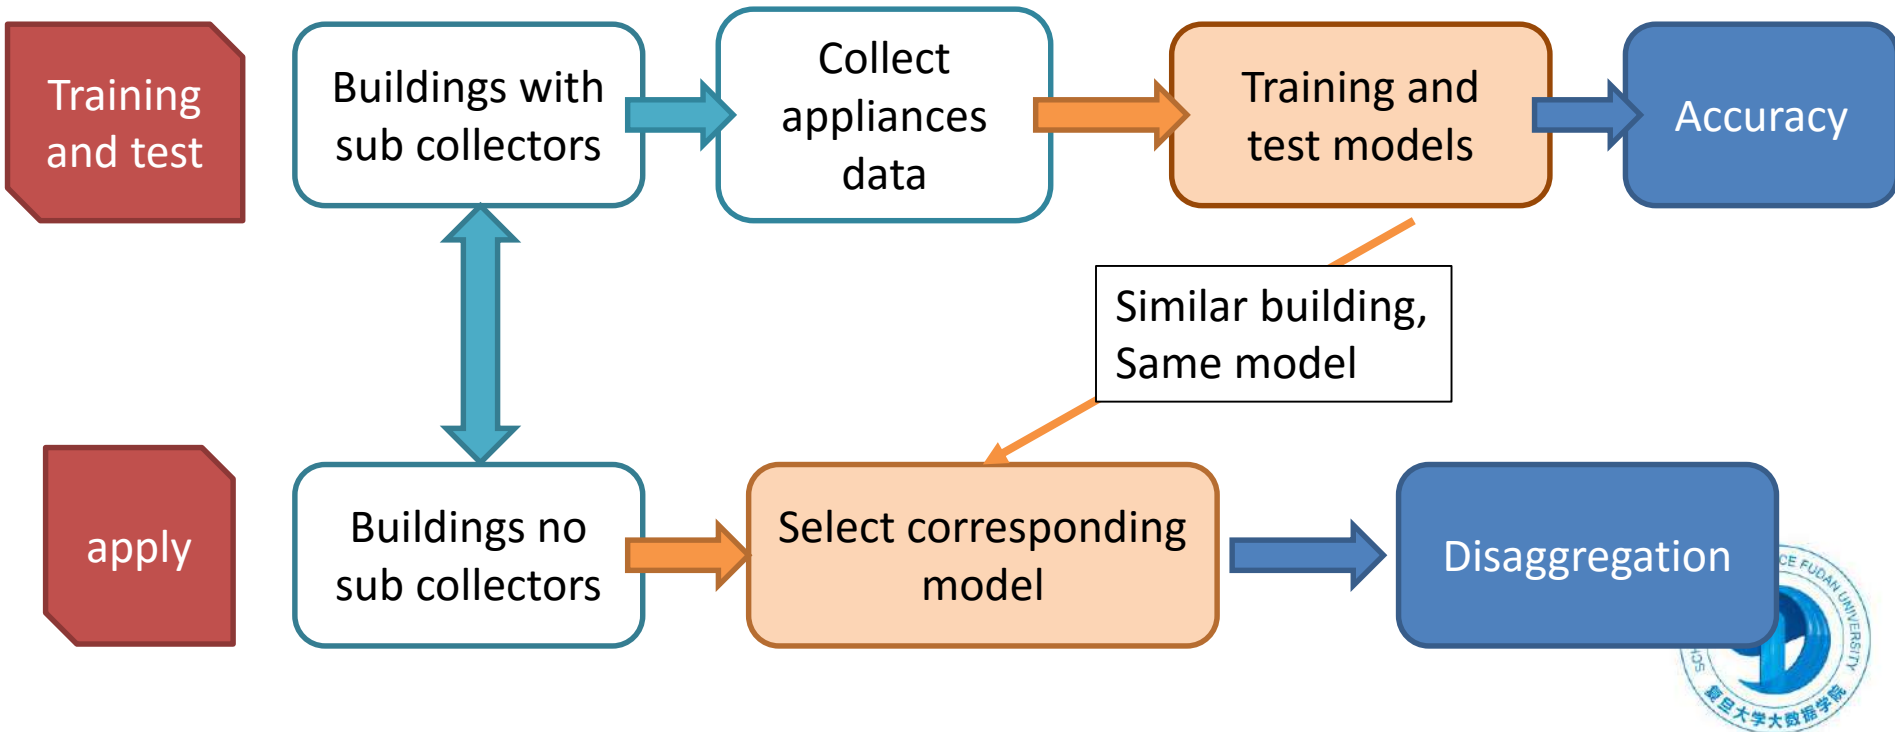 Training
and test
Buildings with
sub collectors
Collect
appliances
data
Training and
test models
Accuracy
Similar building,
Same model
apply
Buildings no
sub collectors
Select corresponding
model
Disaggregation
CE FUDAN UNIVERSITY
SCH
复旦大学大数据学院